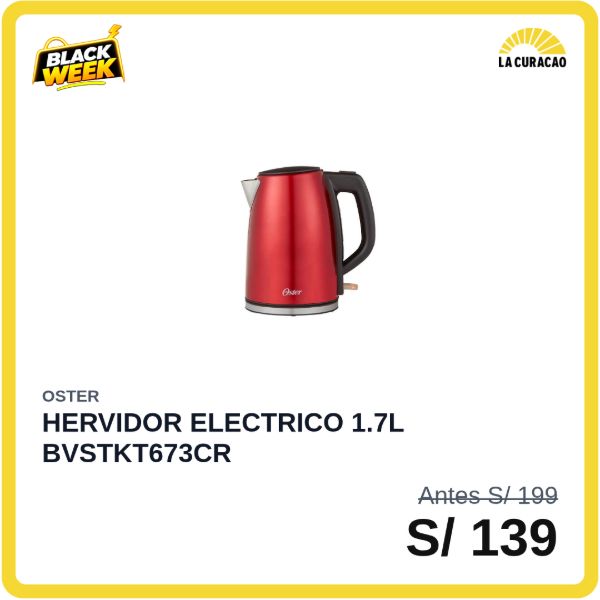 BLACK
WEEK
LA CURACAO
Oster
OSTER
HERVIDOR ELECTRICO 1.7L
BVSTKT673CR
Antes S/ 199
S/ 139